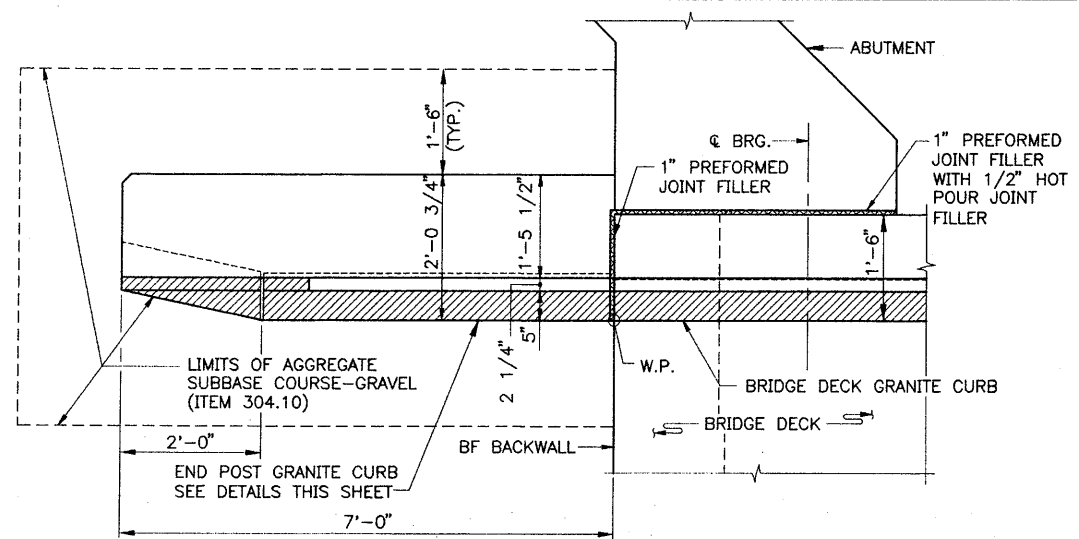 ABUTMENT
1'-6"
(TYP.)
℄ BRG.
1" PREFORMED
JOINT FILLER
1" PREFORMED
JOINT FILLER
WITH 1/2" HOT
POUR JOINT
FILLER
2'-0 3/4"
1'-5 1/2"
1'-6"
2 1/4"
5"
W.P.
LIMITS OF AGGREGATE
SUBBASE COURSE-GRAVEL
(ITEM 304.10)
BRIDGE DECK GRANITE CURB
BRIDGE DECK
2'-0"
BF BACKWALL
END POST GRANITE CURB
SEE DETAILS THIS SHEET
7'-0"